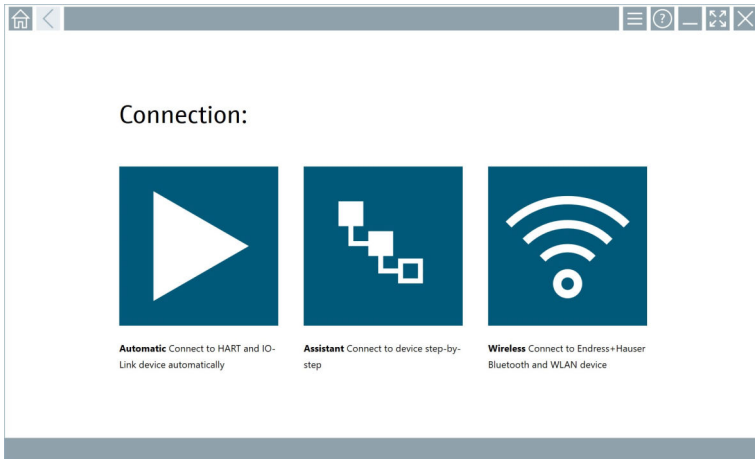 Connection:
Automatic Connect to HART and IO-
Link device automatically
Assistant Connect to device step-by-
step
Wireless Connect to Endress+Hauser
Bluetooth and WLAN device